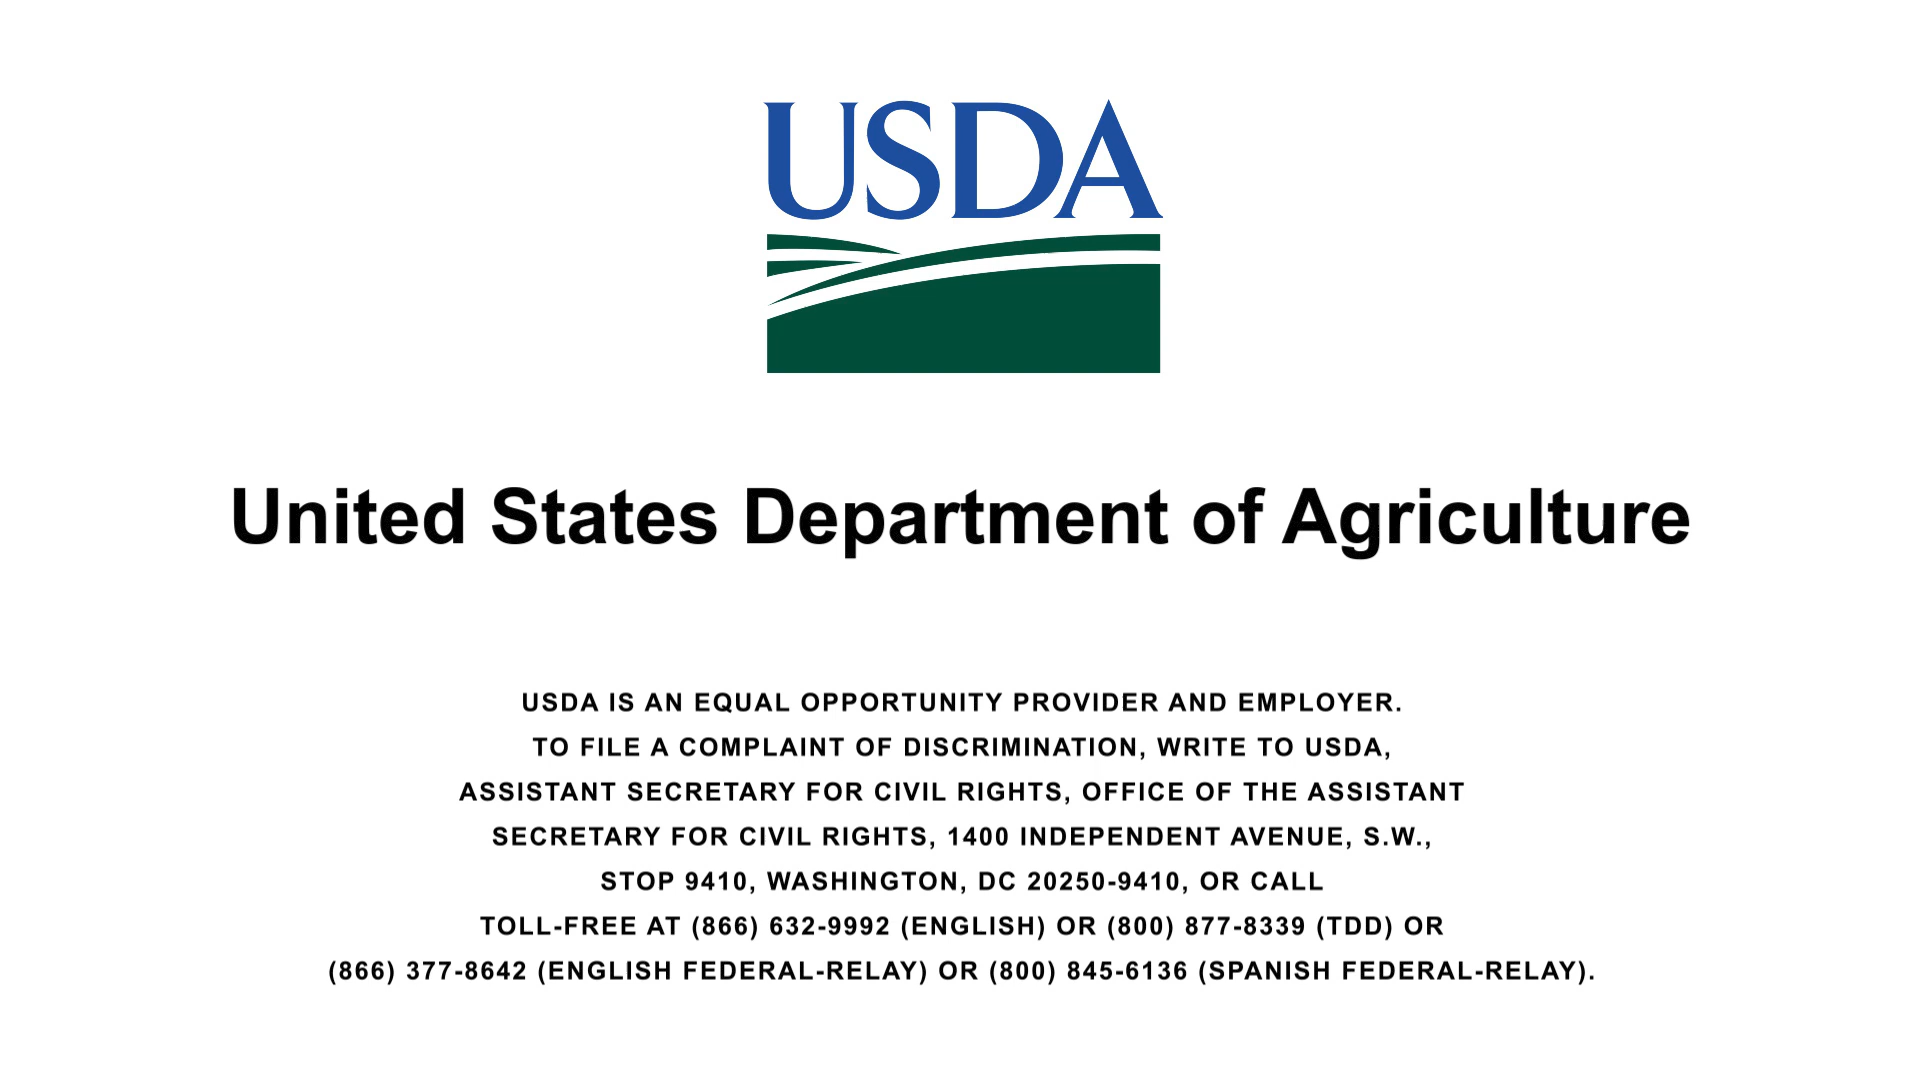 USDA
United States Department of Agriculture
USDA IS AN EQUAL OPPORTUNITY PROVIDER AND EMPLOYER.
TO FILE A COMPLAINT OF DISCRIMINATION, WRITE TO USDA,
ASSISTANT SECRETARY FOR CIVIL RIGHTS, OFFICE OF THE ASSISTANT
SECRETARY FOR CIVIL RIGHTS, 1400 INDEPENDENT AVENUE, S.W.,
STOP 9410, WASHINGTON, DC 20250-9410, OR CALL
TOLL-FREE AT (866) 632-9992 (ENGLISH) OR (800) 877-8339 (TDD) OR
(866) 377-8642 (ENGLISH FEDERAL-RELAY) OR (800) 845-6136 (SPANISH FEDERAL-RELAY).